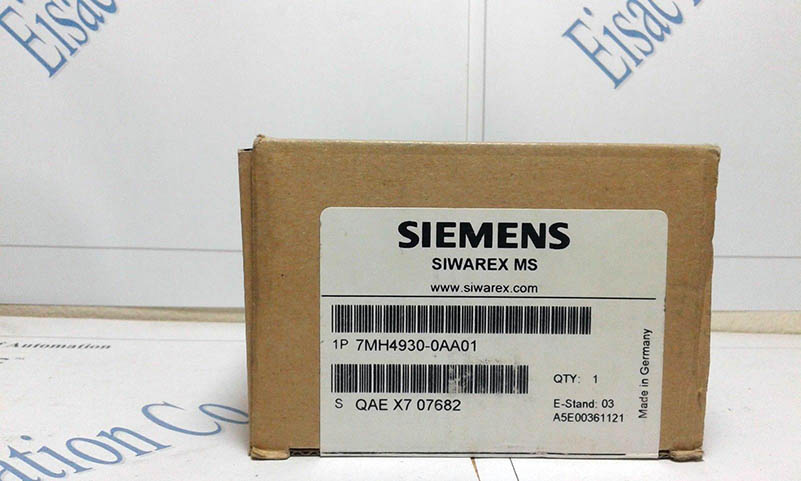 Eisac
Eisac
SIEMENS
SIWAREX MS
www.siwarex.com
1P 7MH4930-0AA01
QTY: 1
S QAE X7 07682
E-Stand: 03
A5E00361121
Made in Germany
Automation
ation Co